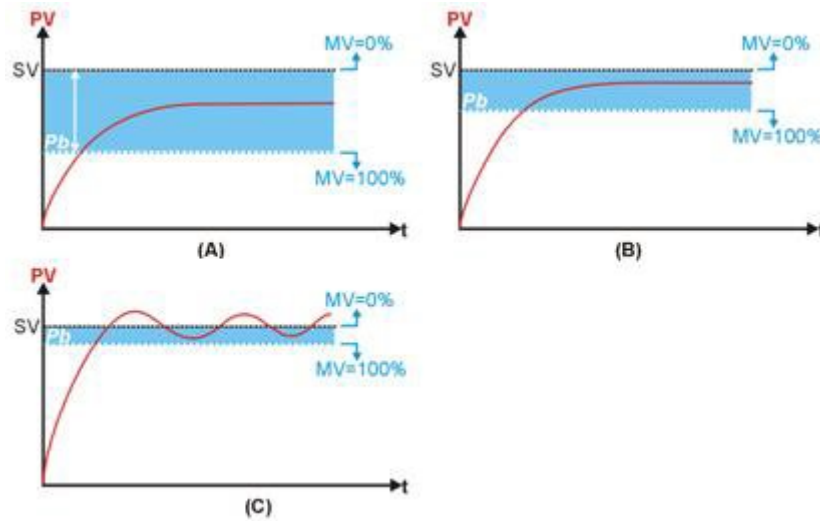 PV
SV
MV=0%
Pb
MV=100%
t
(A)
PV
SV
MV=0%
Pb
MV=100%
t
(B)
PV
SV
MV=0%
Pb
MV=100%
t
(C)